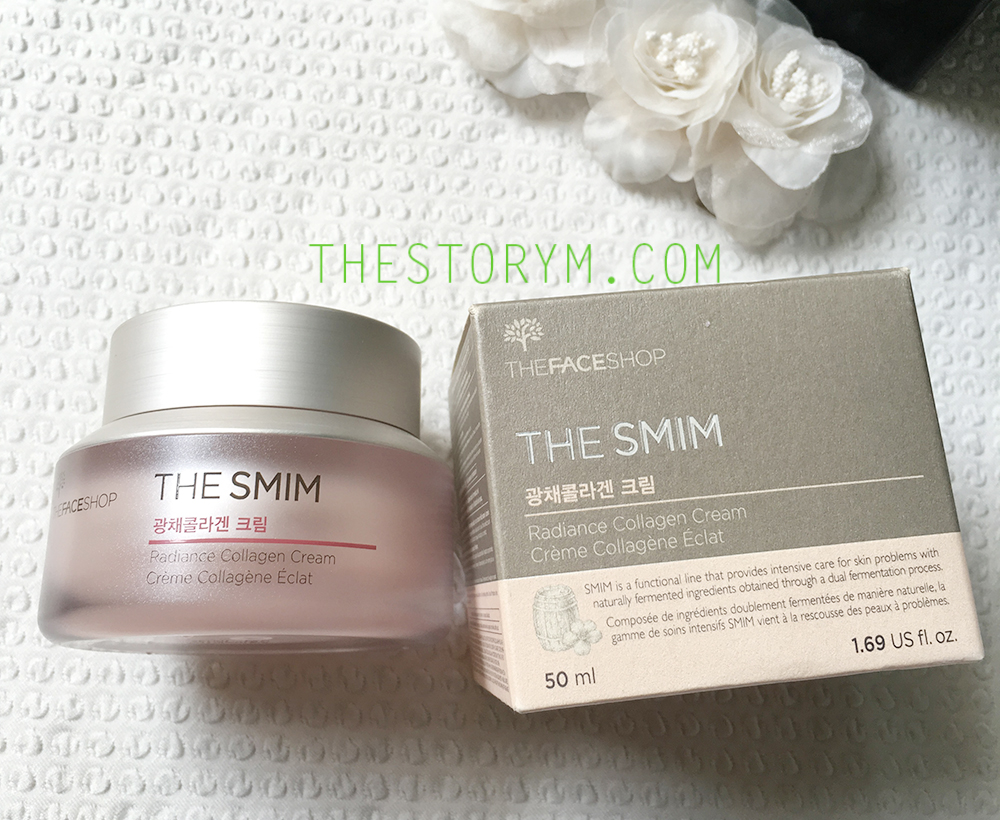 THESTORYM.COM
THEFACESHOP
THE SMIM
광채콜라겐 크림
Radiance Collagen Cream
Crème Collagène Éclat
THEFACESHOP
THE SMIM
광채콜라겐 크림
Radiance Collagen Cream
Crème Collagène Éclat
SMIM is a functional line that provides intensive care for skin problems with
naturally fermented ingredients obtained through a dual fermentation process.
Composée de ingrédients doublement fermentées de manière naturelle, la
gamme de soins intensifs SMIM vient à la rescousse des peaux à problèmes.
50 ml
1.69 US fl. oz.